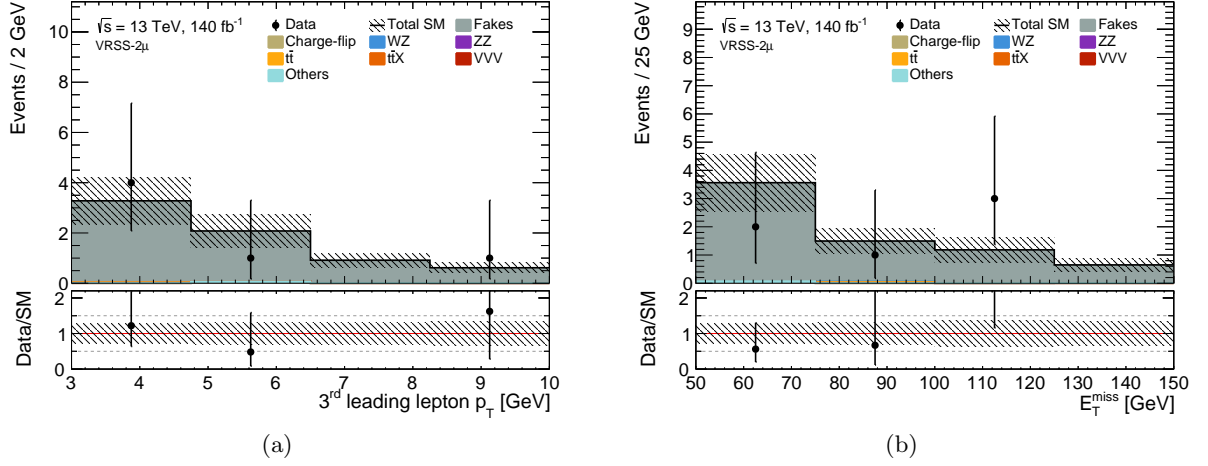 Events / 2 GeV
10
8
6
4
2
0
√s = 13 TeV, 140 fb⁻¹
VRSS-2μ
Data Total SM Fakes
Charge-flip WZ ZZ
tt̄ tt̄X VVV
Others
Data/SM
2
1
0
3 4 5 6 7 8 9 10
3rd leading lepton pT [GeV]
(a)
Events / 25 GeV
9
8
7
6
5
4
3
2
1
0
√s = 13 TeV, 140 fb⁻¹
VRSS-2μ
Data Total SM Fakes
Charge-flip WZ ZZ
tt̄ tt̄X VVV
Others
Data/SM
2
1
0
50 60 70 80 90 100 110 120 130 140 150
E_T^miss [GeV]
(b)